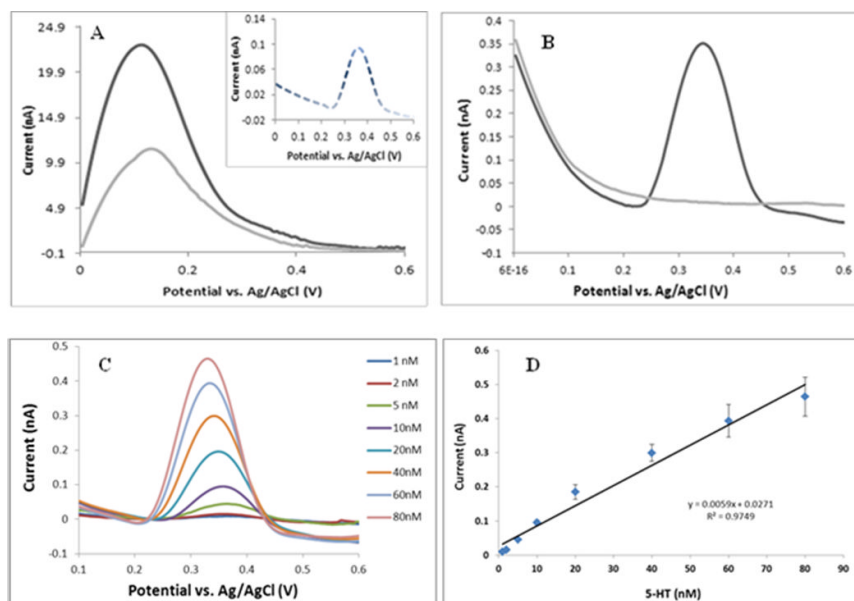 A
24.9
19.9
14.9
9.9
4.9
-0.1
Current (nA)
0 0.2 0.4 0.6
Potential vs. Ag/AgCl (V)
0.14
0.10
0.06
0.02
-0.02
Current (nA)
0 0.1 0.2 0.3 0.4 0.5 0.6
Potential vs. Ag/AgCl (V)
B
0.4
0.35
0.3
0.25
0.2
0.15
0.1
0.05
0
-0.05
-0.1
Current (nA)
6E-16 0.1 0.2 0.3 0.4 0.5 0.6
Potential vs. Ag/AgCl (V)
C
0.5
0.4
0.3
0.2
0.1
0
-0.1
Current (nA)
0.1 0.2 0.3 0.4 0.5 0.6
Potential vs. Ag/AgCl (V)
1 nM
2 nM
5 nM
10nM
20nM
40nM
60nM
80nM
D
0.6
0.5
0.4
0.3
0.2
0.1
0
Current (nA)
0 10 20 30 40 50 60 70 80 90
5-HT (nM)
y = 0.0059x + 0.0271
R² = 0.9749